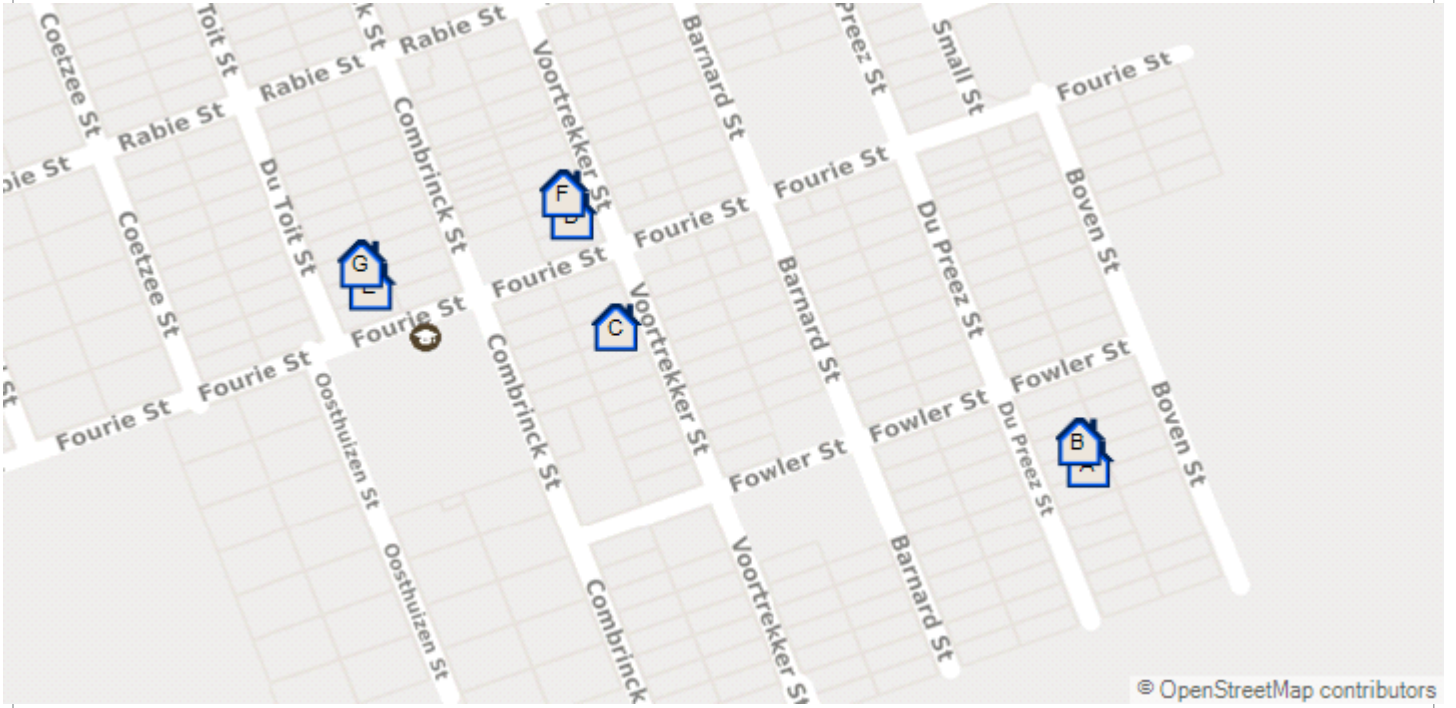 Coetzee St
Toit St
k St
Rabie St
Rabie St
Rabie St
Voortrekker St
Barnard St
Preez St
Small St
Fourie St
bie St
Combrinck St
Du Toit St
Coetzee St
Fourie St
Fourie St
Boven St
F
D
G
Fourie St
Du Preez St
Fourie St
C
Voortrekker St
Barnard St
Fourie St
Fourie St
Combrinck St
Oosthuizen St
Fowler St
Fowler St
Fowler St
Boven St
Du Preez St
B
A
Oosthuizen St
Combrinck
Voortrekker St
Barnard St
© OpenStreetMap contributors